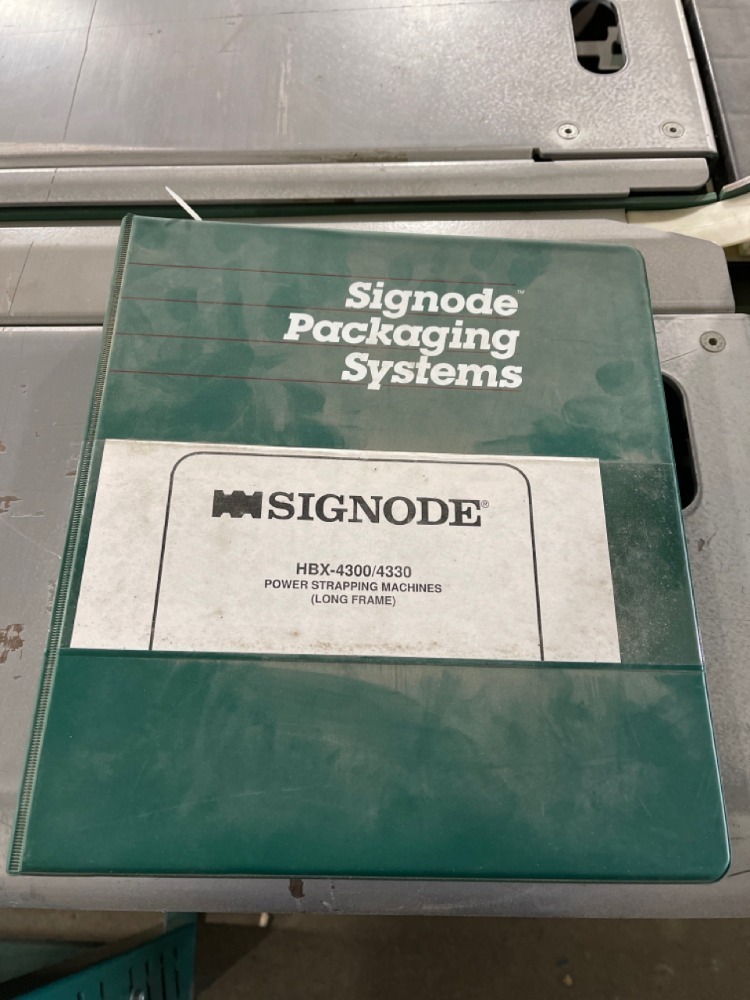 Signode™
Packaging
Systems
SIGNODE®
HBX-4300/4330
POWER STRAPPING MACHINES
(LONG FRAME)